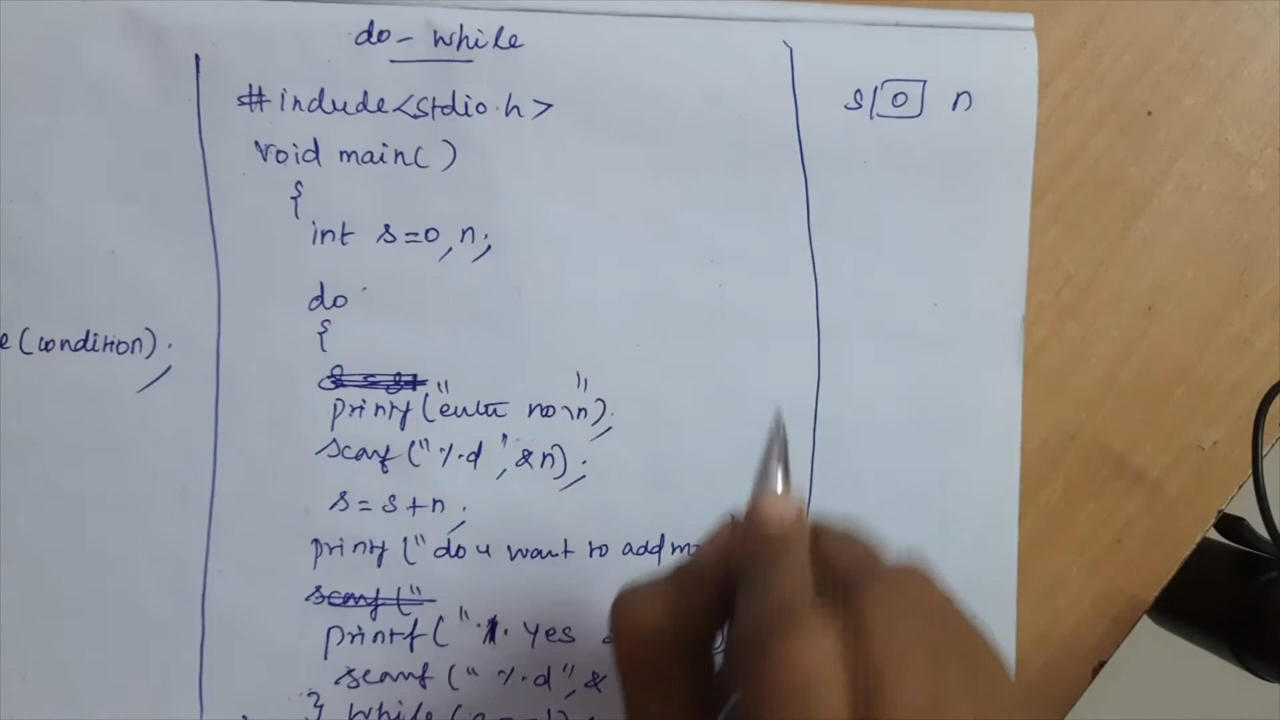 do - while
#include<stdio.h>
void main()
{
int s=0, n;
do
{
printf("enter no\n");
scanf("%d", &n);
s=s+n;
printf("do u want to add
printf(" Yes
scanf("%d",&
} while(
e(condition);
s 0 n